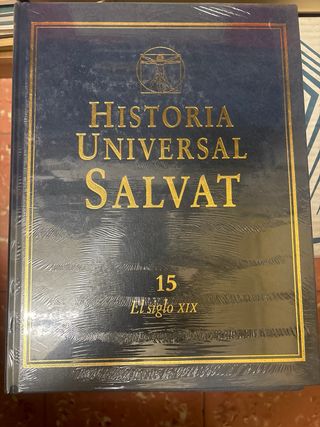 HISTORIA
UNIVERSAL
SALVAT
15
El siglo XIX